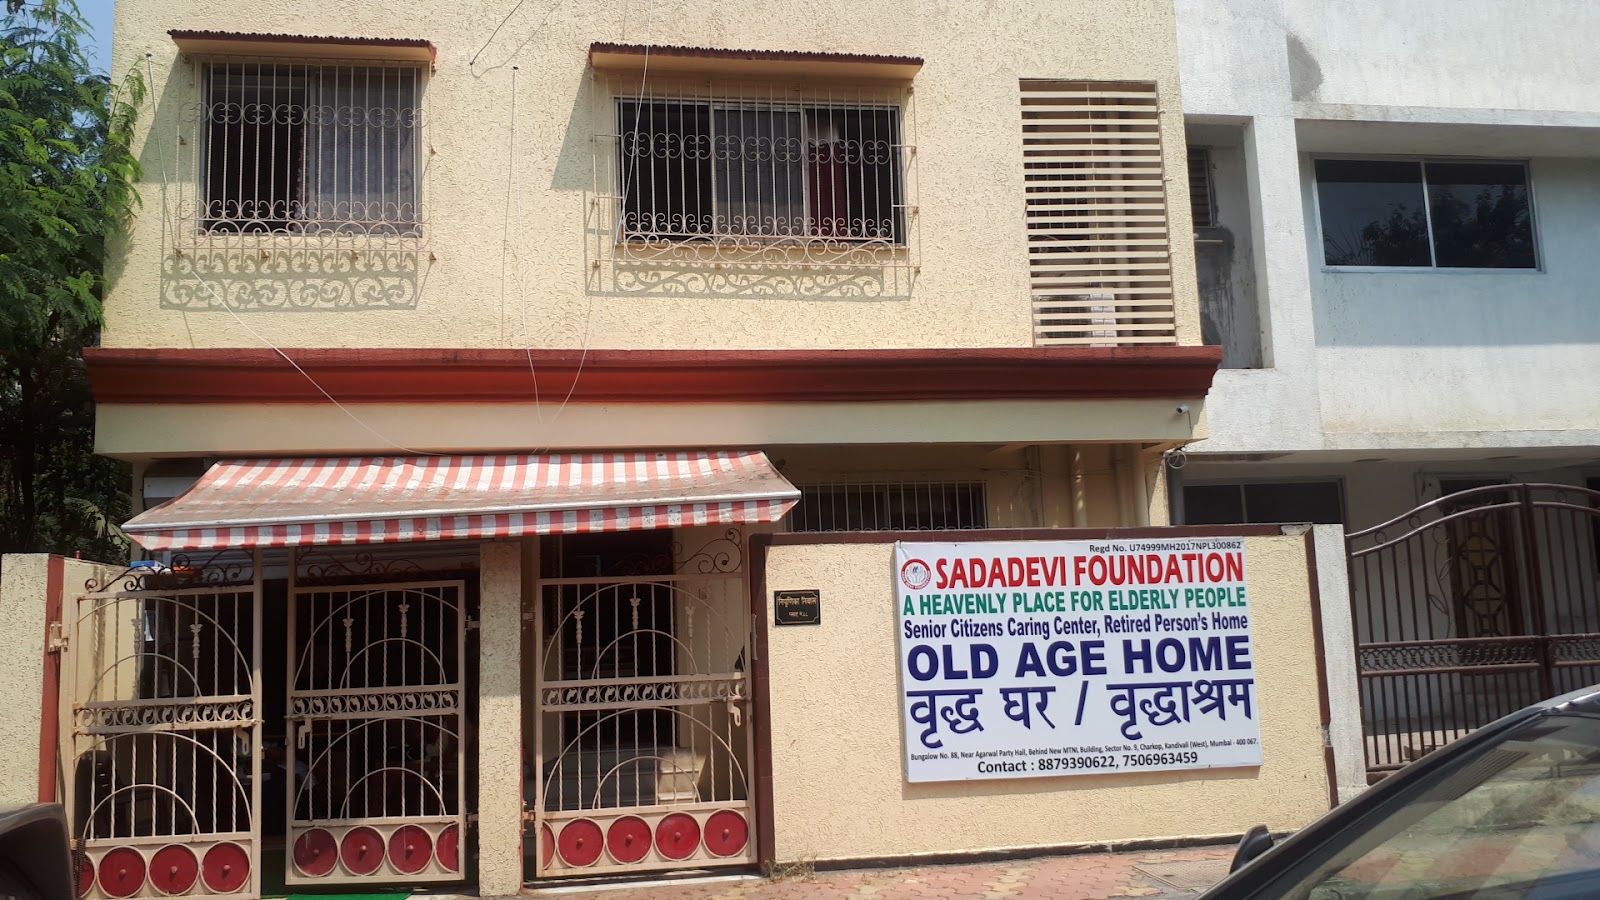 Regd No. U74999MH2017NPL300862
SADADEVI FOUNDATION
A HEAVENLY PLACE FOR ELDERLY PEOPLE
Senior Citizens Caring Center, Retired Person's Home
OLD AGE HOME
वृद्ध घर / वृद्धाश्रम
Bungalow No. 88, Near Agarwal Party Hall, Behind New MTNL Building, Sector No. 9, Charkop, Kandivali (West), Mumbai - 400 067.
Contact : 8879390622, 7506963459